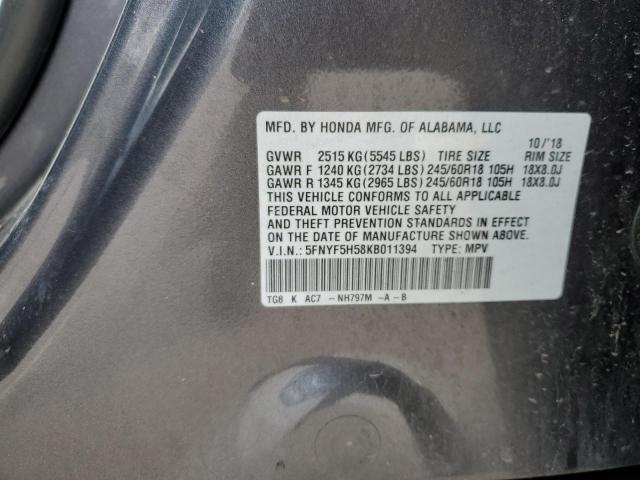 MFD. BY HONDA MFG. OF ALABAMA, LLC
10/'18
GVWR 2515 KG (5545 LBS) TIRE SIZE RIM SIZE
GAWR F 1240 KG (2734 LBS) 245/60R18 105H 18X8.0J
GAWR R 1345 KG (2965 LBS) 245/60R18 105H 18X8.0J
THIS VEHICLE CONFORMS TO ALL APPLICABLE
FEDERAL MOTOR VEHICLE SAFETY
AND THEFT PREVENTION STANDARDS IN EFFECT
ON THE DATE OF MANUFACTURE SHOWN ABOVE.
V.I.N.: 5FNYF5H58KB011394 TYPE: MPV
TG8 K AC7 -NH797M -A -B